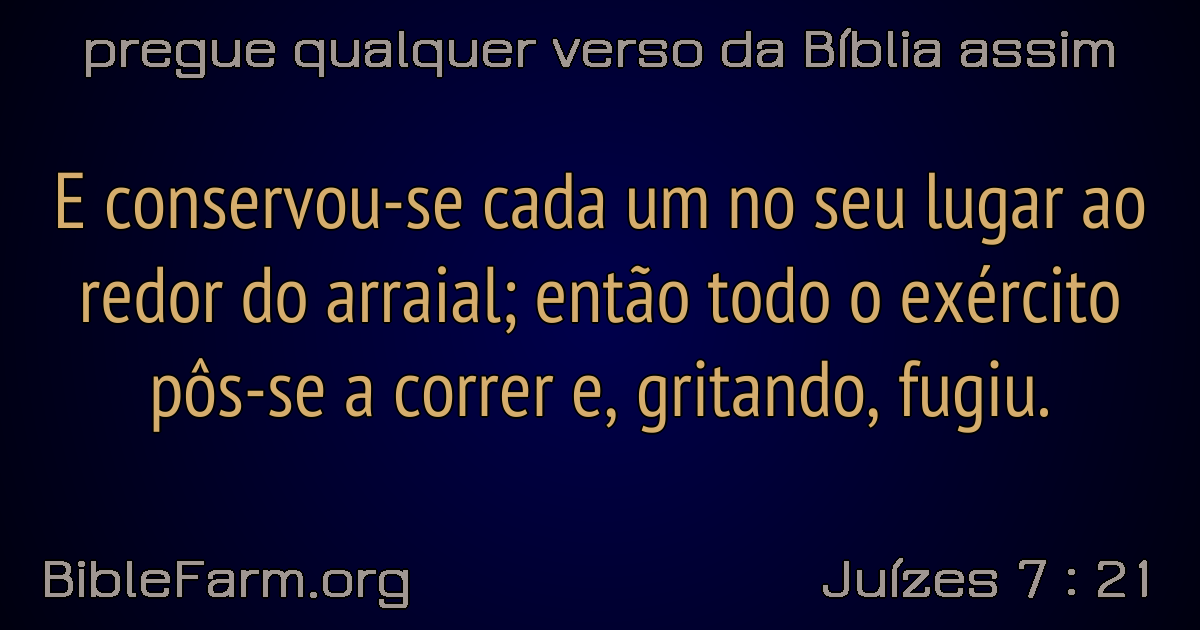 pregue qualquer verso da Bíblia assim
E conservou-se cada um no seu lugar ao
redor do arraial; então todo o exército
pôs-se a correr e, gritando, fugiu.
BibleFarm.org
Juízes 7 : 21